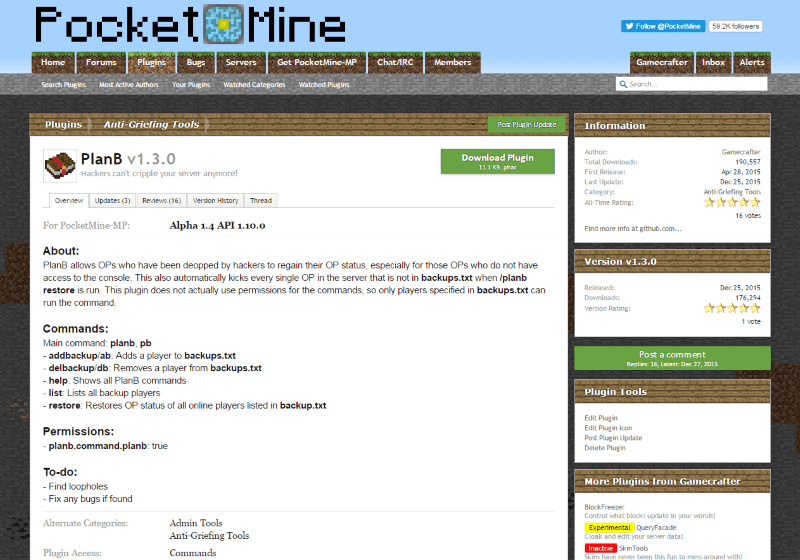 Pocket Mine
Follow @PocketMine 59.2K followers
Home Forums Plugins Bugs Servers Get PocketMine-MP Chat/IRC Members Gamecrafter Inbox Alerts
Search Plugins Most Active Authors Your Plugins Watched Categories Watched Plugins
Search...
Plugins Anti-Griefing Tools
Post Plugin Update
PlanB v1.3.0
Hackers can't cripple your server anymore!
Download Plugin
11.1 KB .phar
Overview Updates (3) Reviews (16) Version History Thread
For PocketMine-MP: Alpha 1.4 API 1.10.0
About:
PlanB allows OPs who have been deopped by hackers to regain their OP status, especially for those OPs who do not have
access to the console. This also automatically kicks every single OP in the server that is not in backups.txt when /planb
restore is run. This plugin does not actually use permissions for the commands, so only players specified in backups.txt can
run the command.
Commands:
Main command: planb, pb
- addbackup/ab: Adds a player to backups.txt
- delbackup/db: Removes a player from backups.txt
- help: Shows all PlanB commands
- list: Lists all backup players
- restore: Restores OP status of all online players listed in backup.txt
Permissions:
- planb.command.planb: true
To-do:
- Find loopholes
- Fix any bugs if found
Alternate Categories: Admin Tools
Anti-Griefing Tools
Plugin Access: Commands
Information
Author: Gamecrafter
Total Downloads: 190,557
First Release: Apr 28, 2015
Last Update: Dec 25, 2015
Category: Anti-Griefing Tools
All-Time Rating:
16 votes
Find more info at github.com...
Version v1.3.0
Released: Dec 25, 2015
Downloads: 176,294
Version Rating:
1 vote
Post a comment
Replies: 16, Latest: Dec 27, 2015
Plugin Tools
Edit Plugin
Edit Plugin Icon
Post Plugin Update
Delete Plugin
More Plugins from Gamecrafter
BlockFreezer
Control what blocks update in your worlds!
Experimental QueryFacade
Cloak and edit your server data!
Inactive SkinTools
Skins have never been this fun to mess around with!